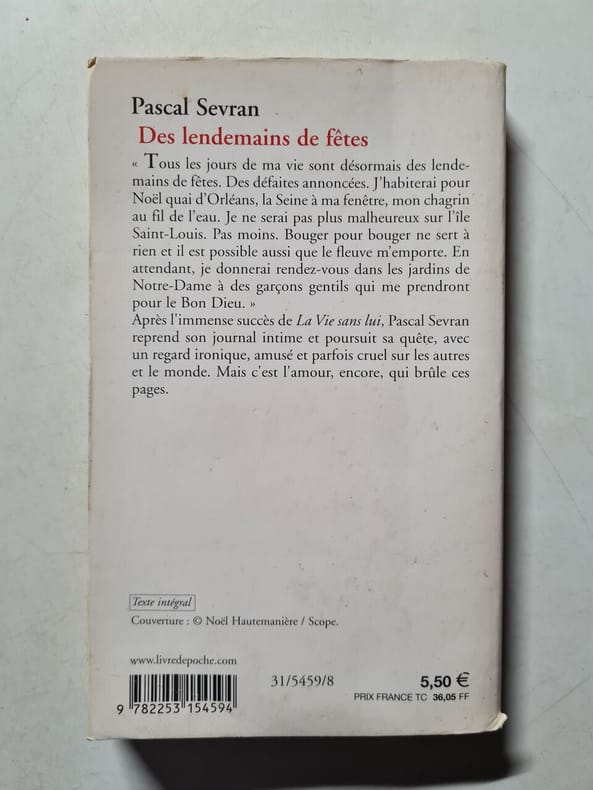 Pascal Sevran
Des lendemains de fêtes
« Tous les jours de ma vie sont désormais des lende-
mains de fêtes. Des défaites annoncées. J'habiterai pour
Noël quai d'Orléans, la Seine à ma fenêtre, mon chagrin
au fil de l'eau. Je ne serai pas plus malheureux sur l'île
Saint-Louis. Pas moins. Bouger pour bouger ne sert à
rien et il est possible aussi que le fleuve m'emporte. En
attendant, je donnerai rendez-vous dans les jardins de
Notre-Dame à des garçons gentils qui me prendront
pour le Bon Dieu. »
Après l'immense succès de La Vie sans lui, Pascal Sevran
reprend son journal intime et poursuit sa quête, avec
un regard ironique, amusé et parfois cruel sur les autres
et le monde. Mais c'est l'amour, encore, qui brûle ces
pages.
Texte intégral
Couverture : © Noël Hautemanière / Scope.
www.livredepoche.com
31/5459/8
5,50 €
PRIX FRANCE TC 36,05 FF
9 782253 154594